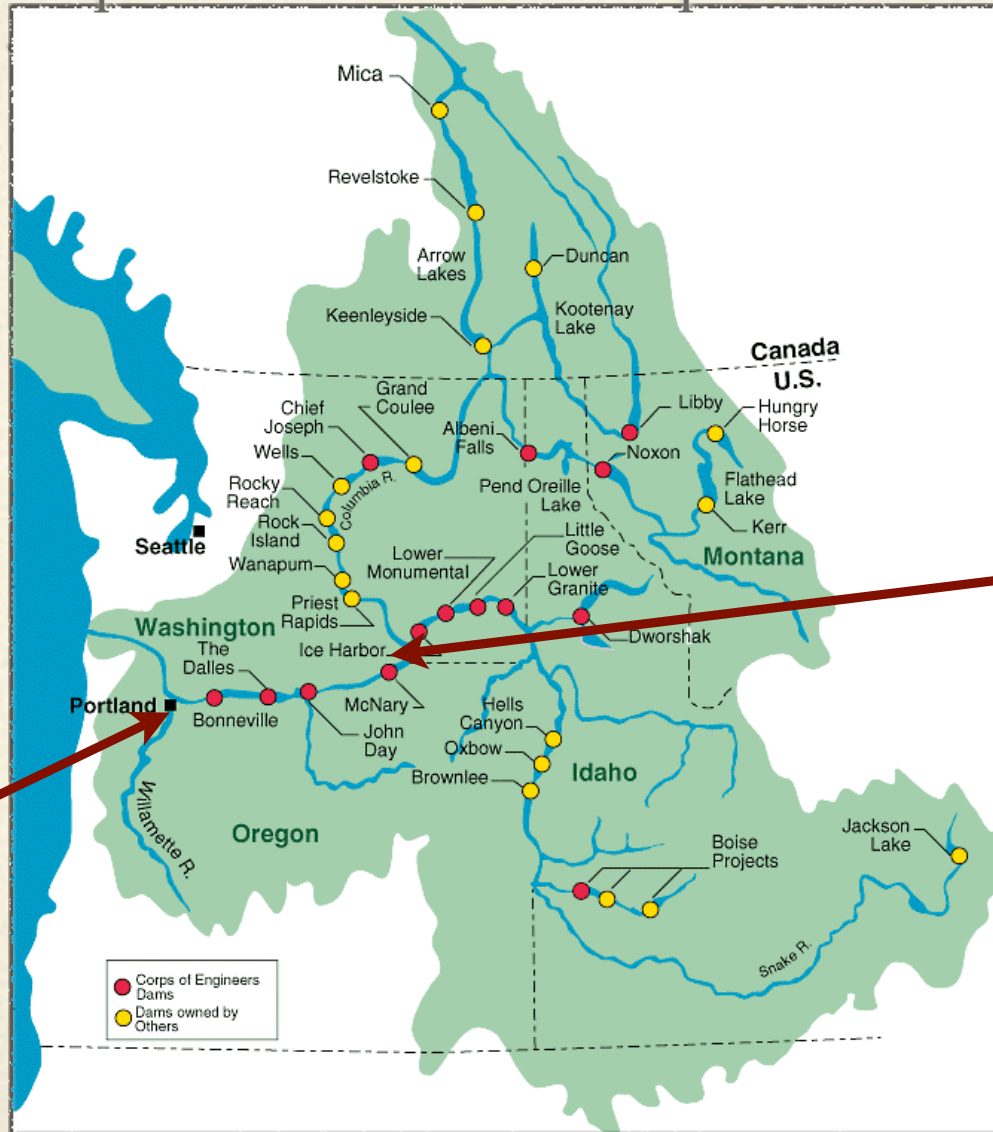 Mica
Revelstoke
Arrow
Lakes
Duncan
Keenleyside
Kootenay
Lake
Canada
U.S.
Grand
Coulee
Chief
Joseph
Albeni
Falls
Libby
Hungry
Horse
Wells
Noxon
Rocky
Reach
Columbia R.
Pend Oreille
Lake
Flathead
Lake
Rock
Island
Kerr
Seattle
Little
Goose
Lower
Monumental
Montana
Wanapum
Lower
Granite
Priest
Rapids
Washington
Ice Harbor
Dworshak
The
Dalles
Portland
Bonneville
McNary
John
Day
Hells
Canyon
Oxbow
Brownlee
Idaho
Willamette R.
Oregon
Boise
Projects
Jackson
Lake
Snake R.
Corps of Engineers
Dams
Dams owned by
Others